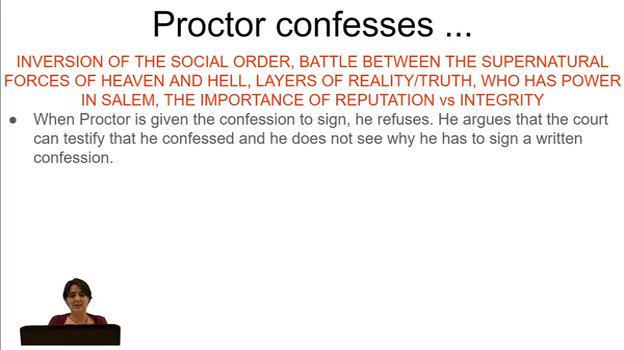 Proctor confesses ...
INVERSION OF THE SOCIAL ORDER, BATTLE BETWEEN THE SUPERNATURAL
FORCES OF HEAVEN AND HELL, LAYERS OF REALITY/TRUTH, WHO HAS POWER
IN SALEM, THE IMPORTANCE OF REPUTATION vs INTEGRITY
● When Proctor is given the confession to sign, he refuses. He argues that the court
can testify that he confessed and he does not see why he has to sign a written
confession.